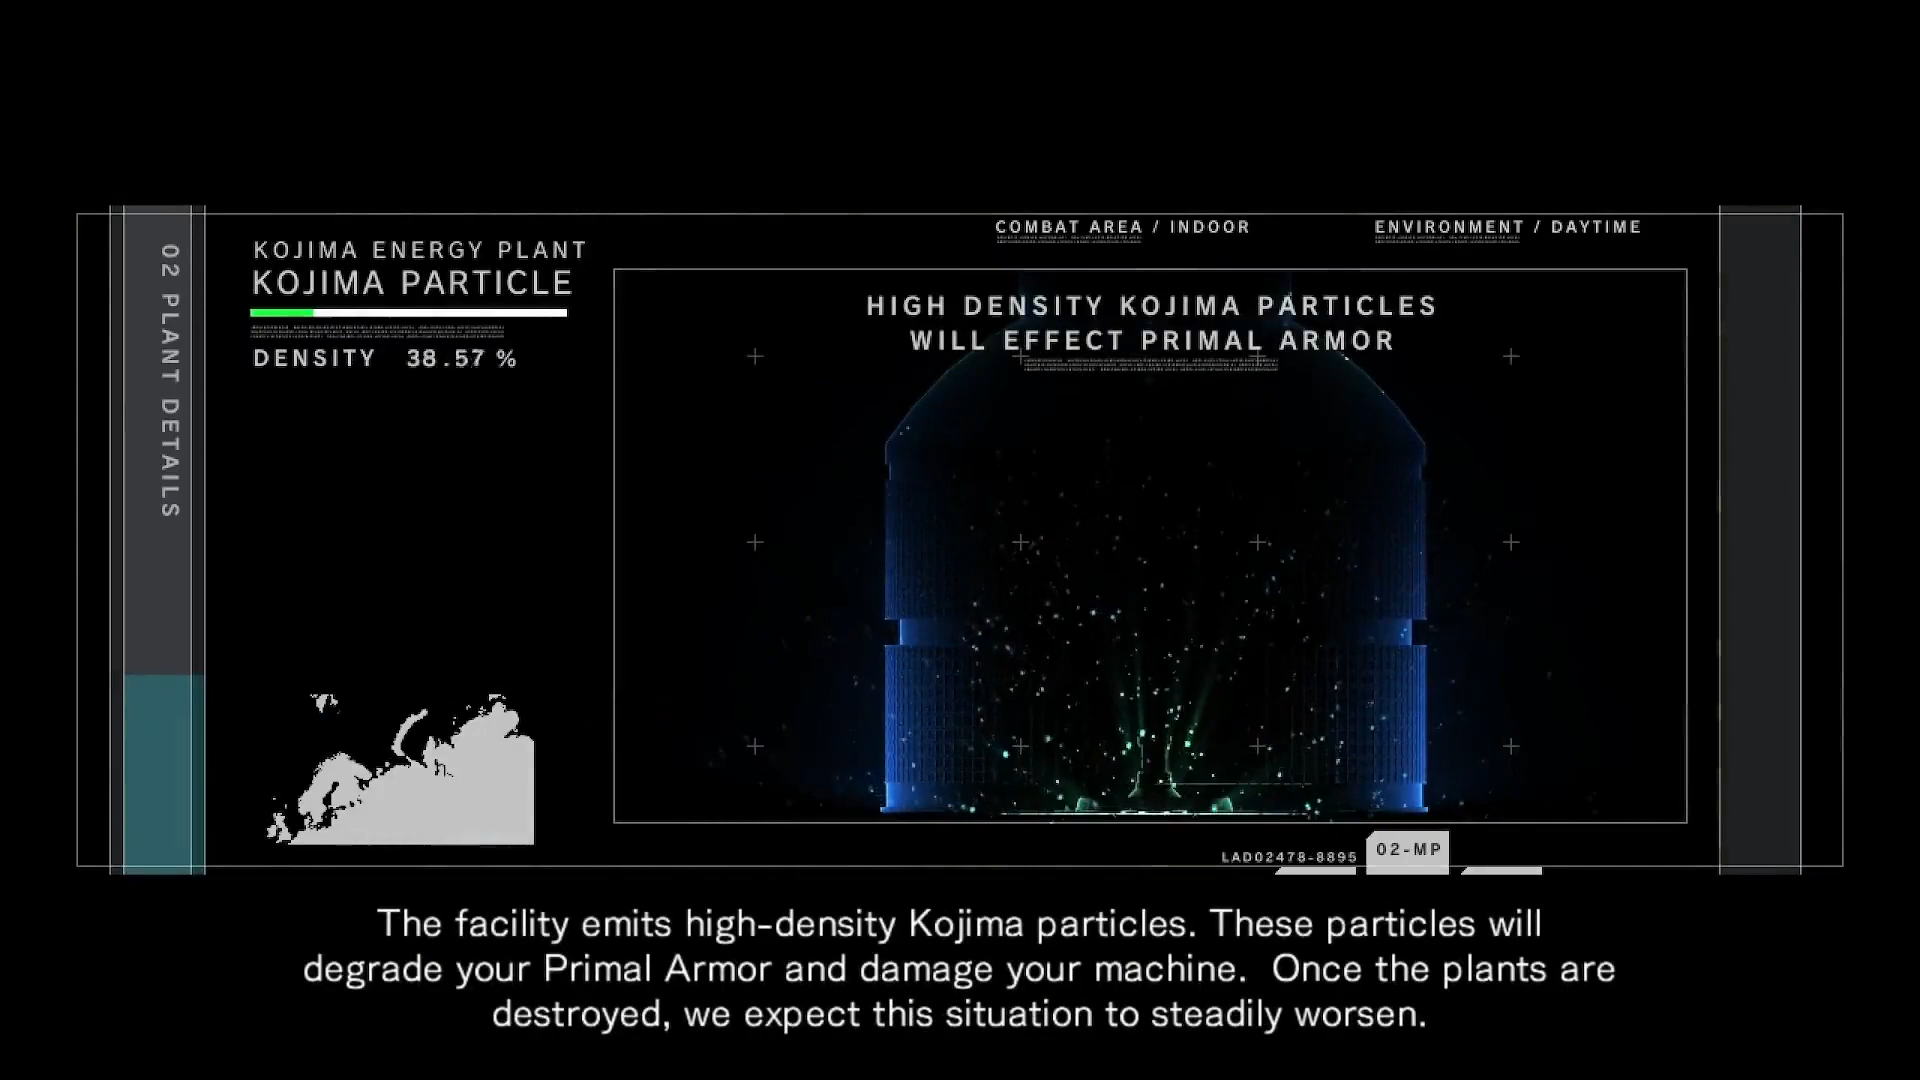 02 PLANT DETAILS
KOJIMA ENERGY PLANT
KOJIMA PARTICLE
DENSITY 38.57 %
COMBAT AREA / INDOOR
ENVIRONMENT / DAYTIME
HIGH DENSITY KOJIMA PARTICLES
WILL EFFECT PRIMAL ARMOR
LAD02478-8895
02-MP
The facility emits high-density Kojima particles. These particles will
degrade your Primal Armor and damage your machine. Once the plants are
destroyed, we expect this situation to steadily worsen.